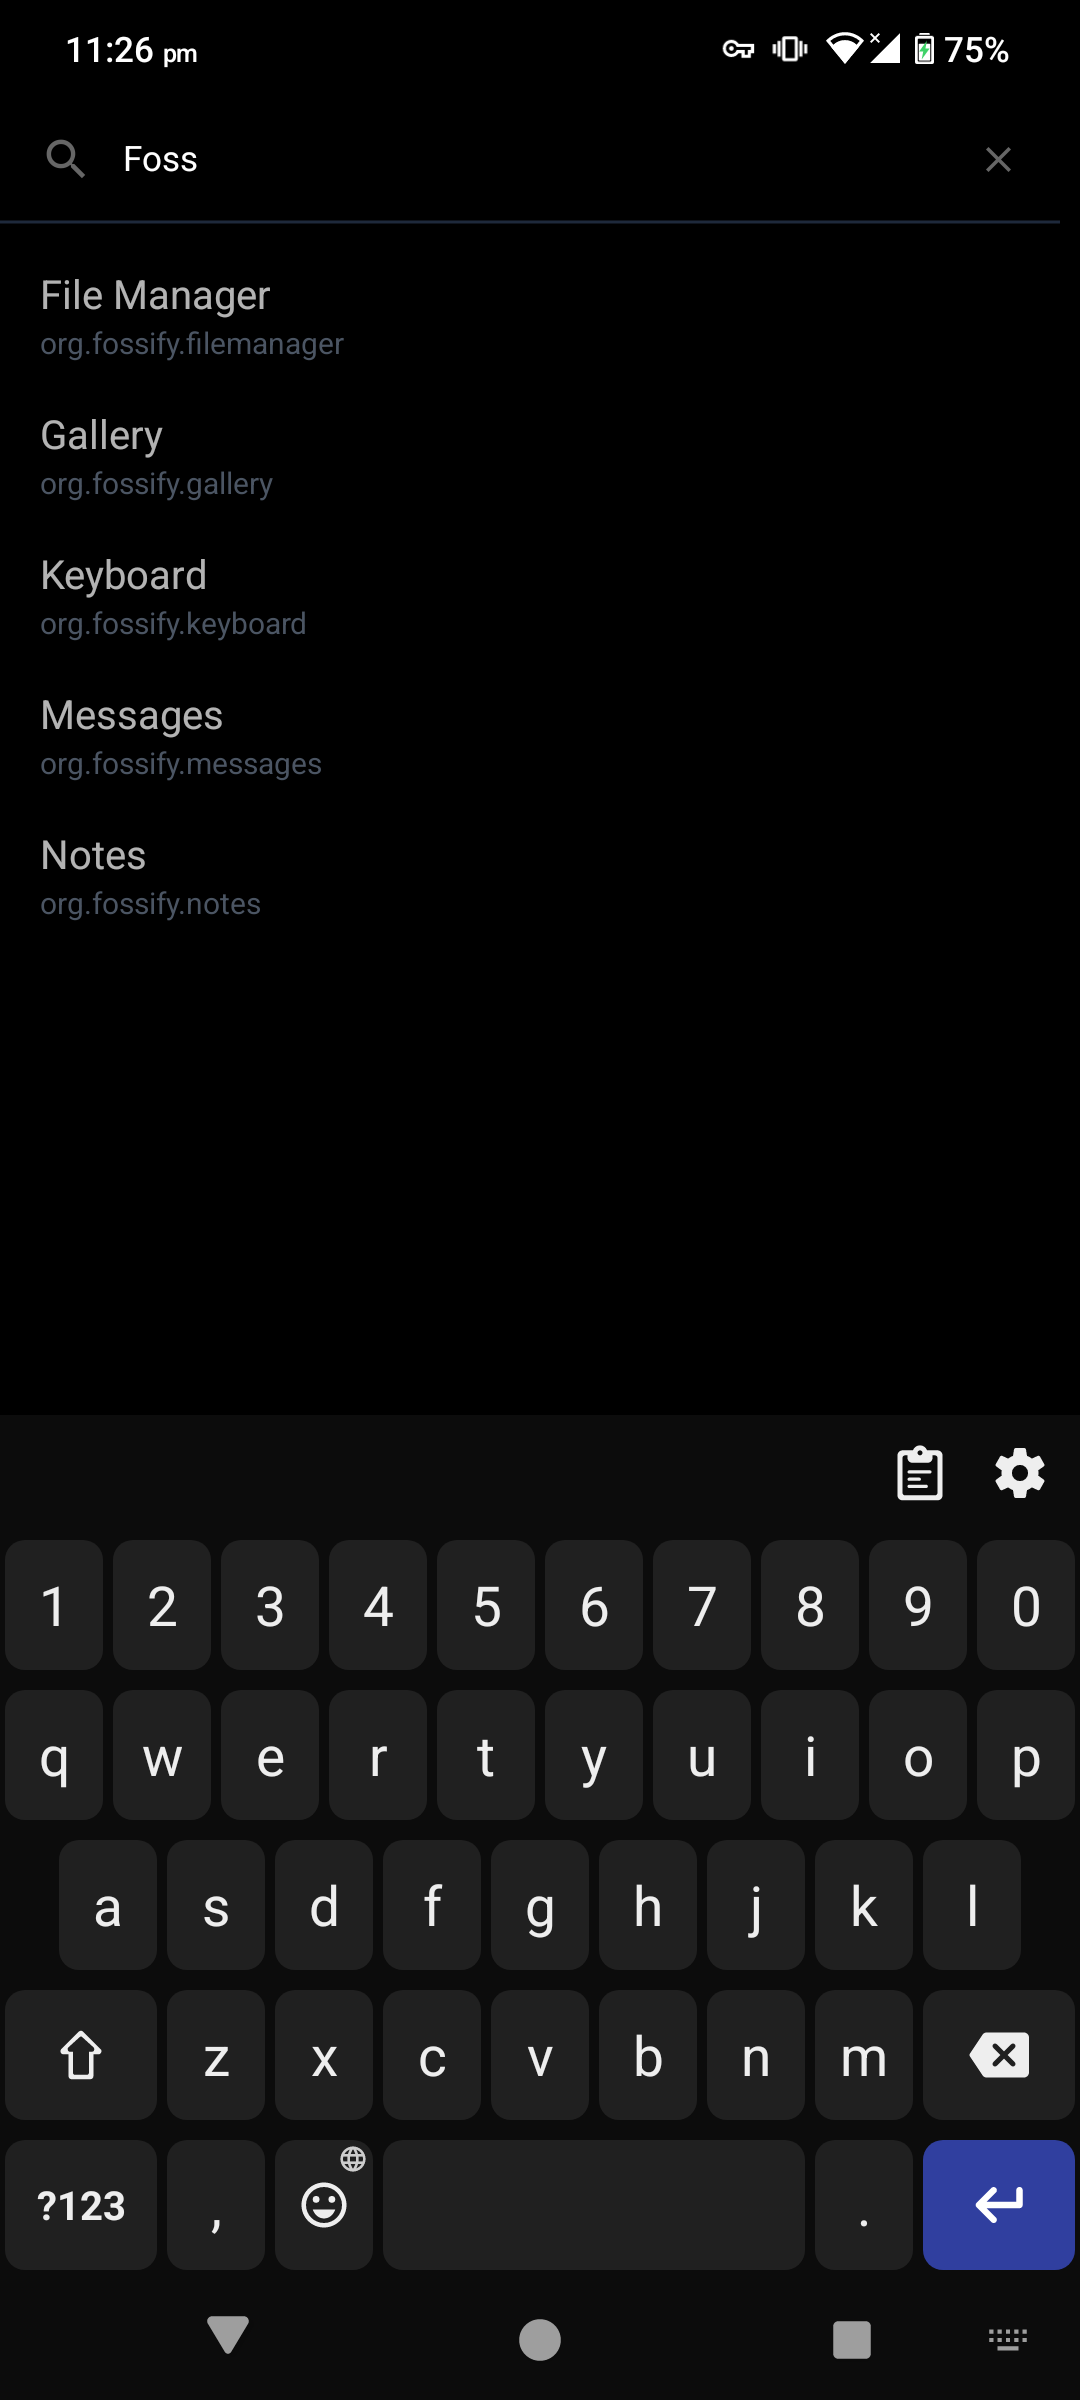 11:26 pm 75%
Foss
File Manager
org.fossify.filemanager
Gallery
org.fossify.gallery
Keyboard
org.fossify.keyboard
Messages
org.fossify.messages
Notes
org.fossify.notes
1 2 3 4 5 6 7 8 9 0
q w e r t y u i o p
a s d f g h j k l
z x c v b n m
?123 , .